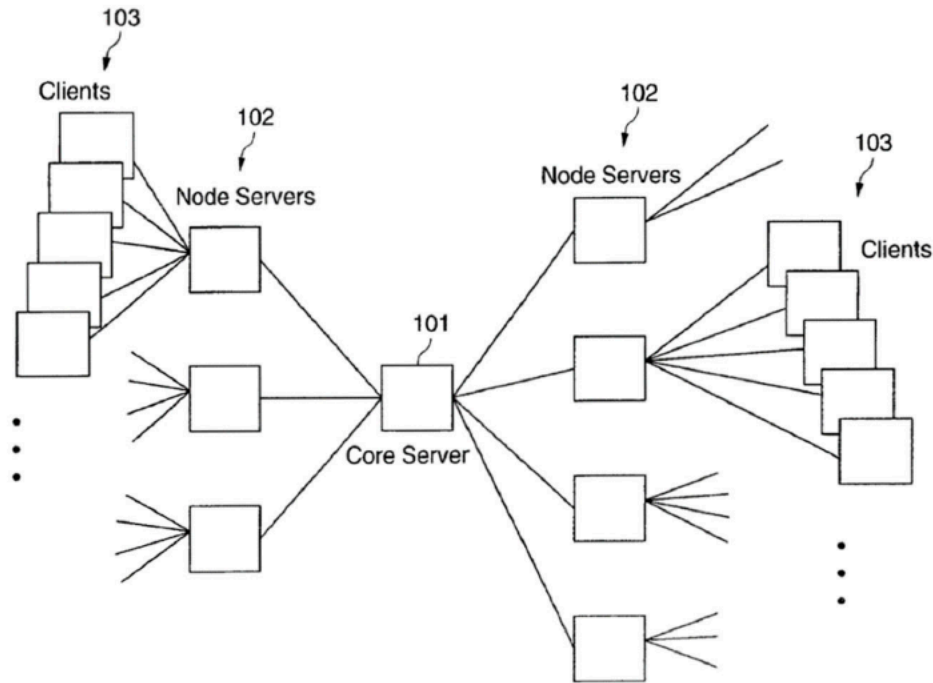 103
Clients
102
Node Servers
102
Node Servers
103
Clients
101
Core Server